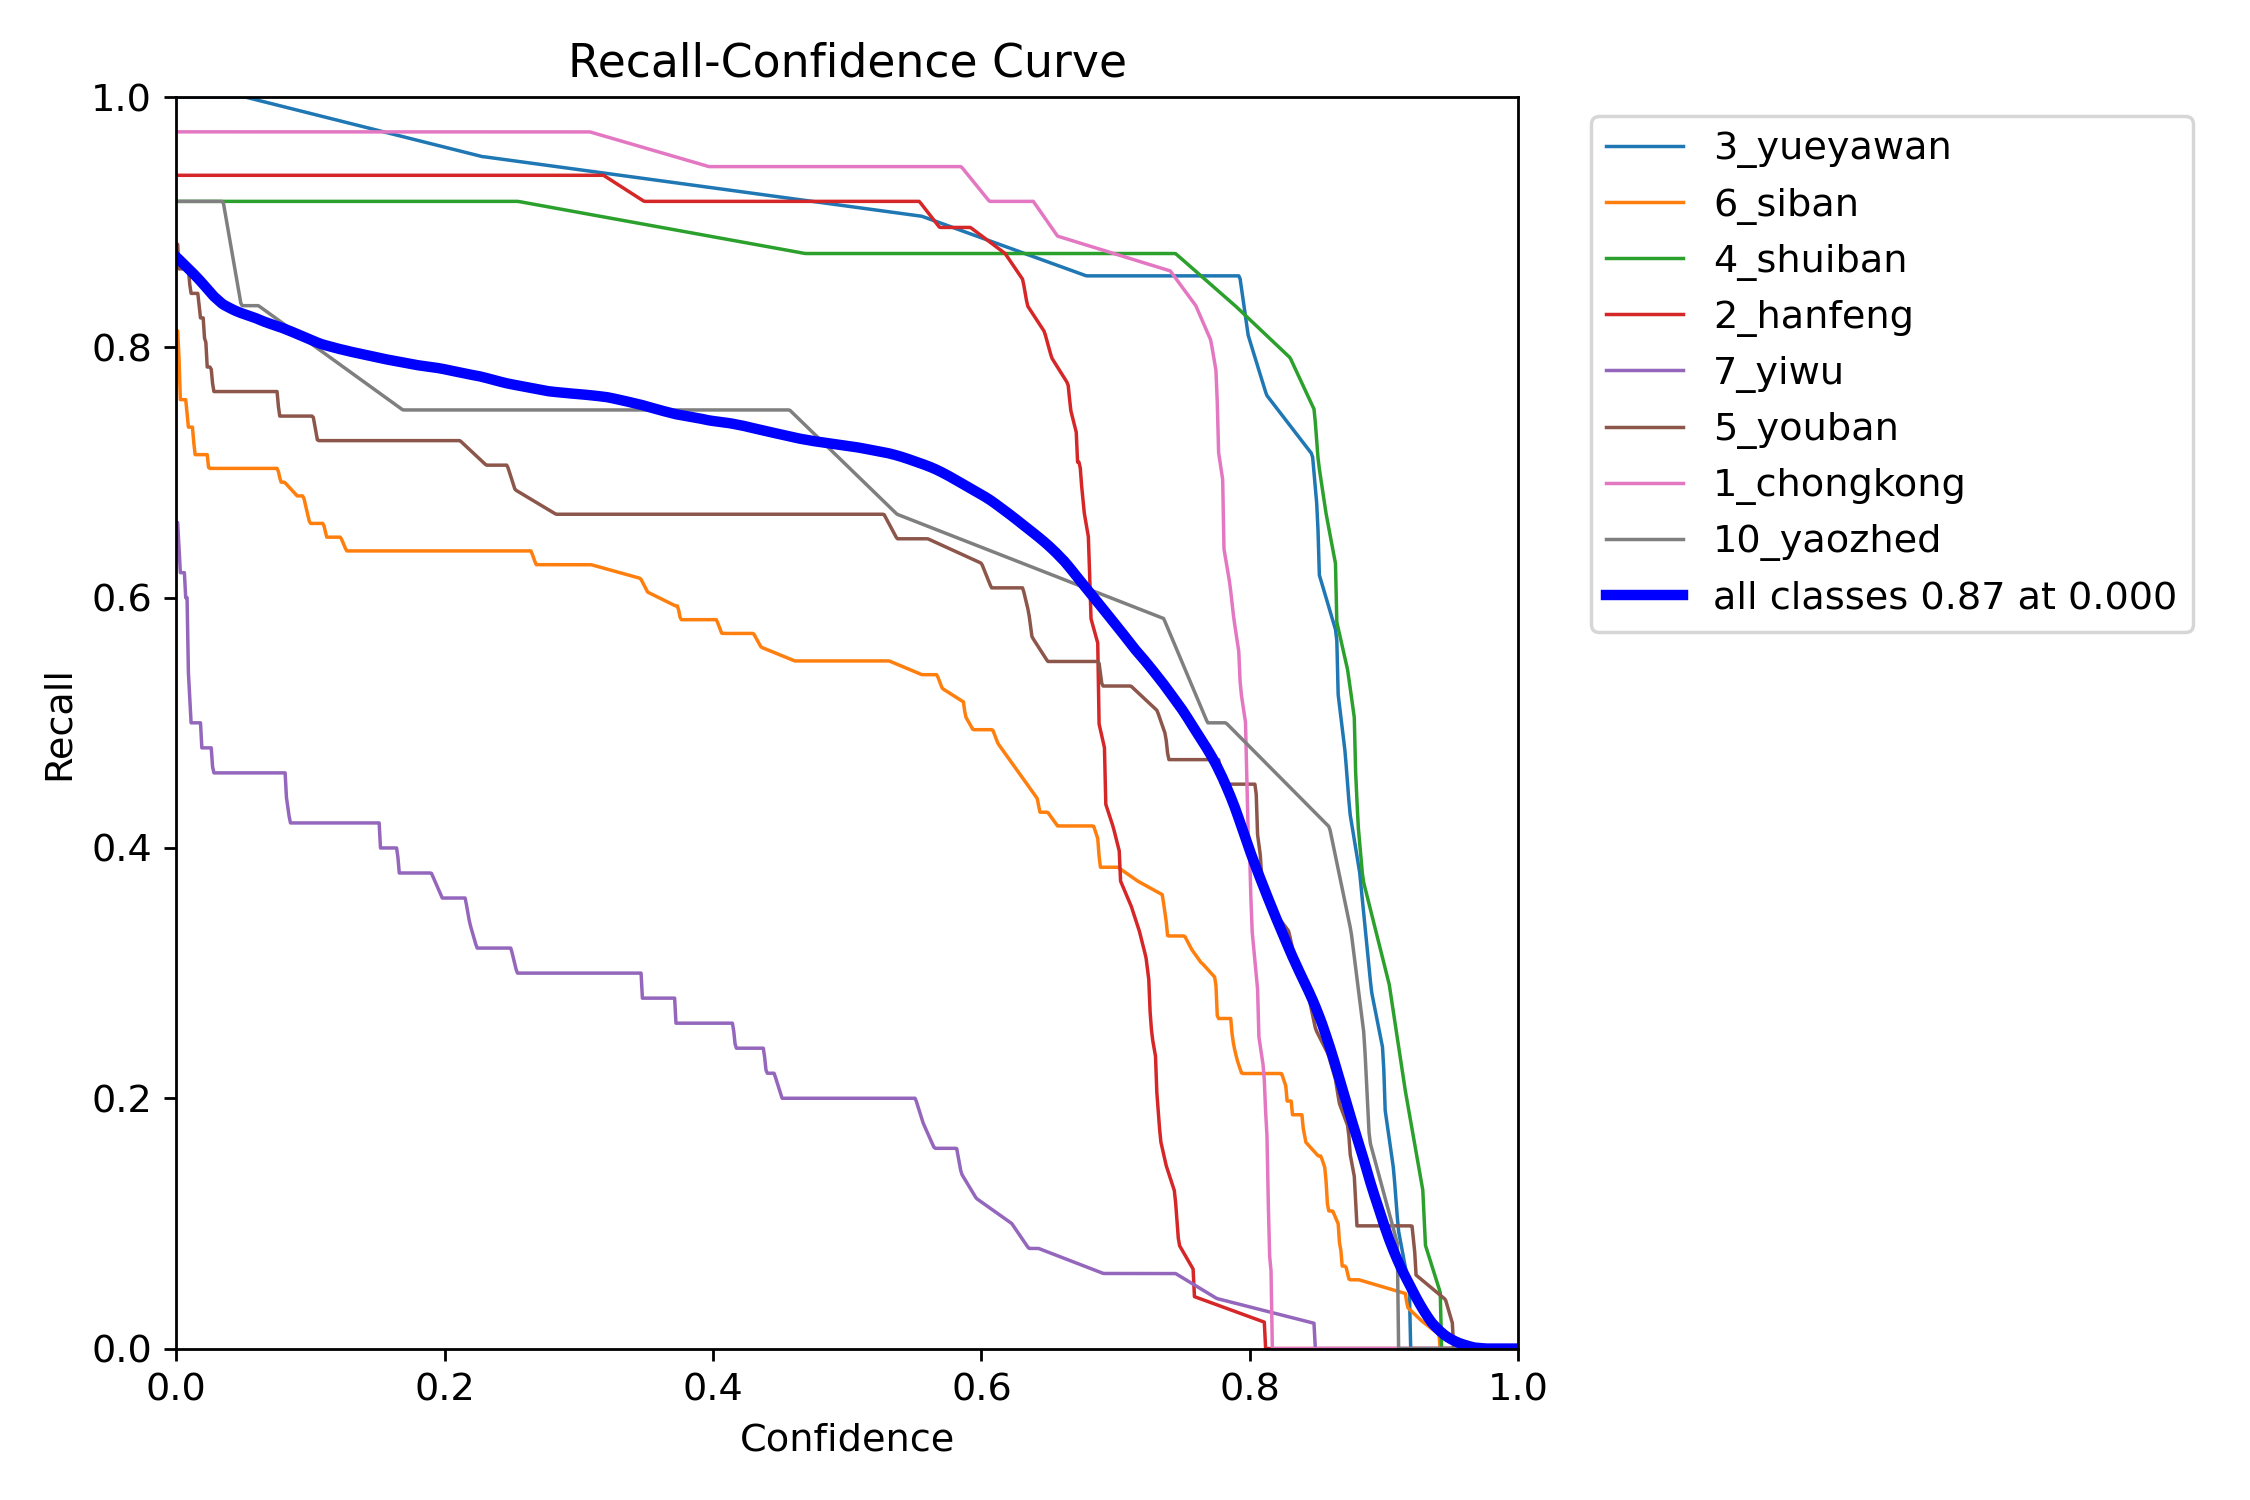 Recall-Confidence Curve
1.0
0.8
0.6
0.4
0.2
0.0
Recall
0.0 0.2 0.4 0.6 0.8 1.0
Confidence
3_yueyawan
6_siban
4_shuiban
2_hanfeng
7_yiwu
5_youban
1_chongkong
10_yaozhed
all classes 0.87 at 0.000